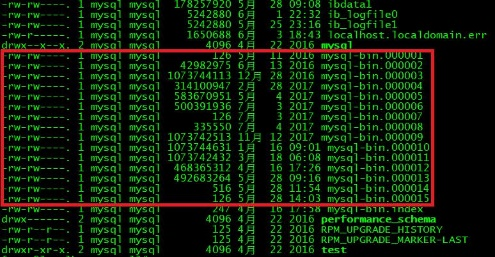 -rw-rw----. 1 mysql mysql 178257920 5月 28 09:08 ibdata1
-rw-rw----. 1 mysql mysql 5242880 6月 1 22:32 ib_logfile0
-rw-rw----. 1 mysql mysql 5242880 5月 21 23:16 ib_logfile1
-rw-r-----. 1 mysql mysql 1650688 6月 3 18:43 localhost.localdomain.err
drwx--x--x. 2 mysql mysql 4096 4月 22 2016 mysql
-rw-rw----. 1 mysql mysql 126 5月 11 2016 mysql-bin.000001
-rw-rw----. 1 mysql mysql 42982975 6月 13 2016 mysql-bin.000002
-rw-rw----. 1 mysql mysql 1073744113 12月 28 2016 mysql-bin.000003
-rw-rw----. 1 mysql mysql 314100947 2月 28 2017 mysql-bin.000004
-rw-rw----. 1 mysql mysql 583670951 5月 4 2017 mysql-bin.000005
-rw-rw----. 1 mysql mysql 500391936 7月 3 2017 mysql-bin.000006
-rw-rw----. 1 mysql mysql 126 7月 3 2017 mysql-bin.000007
-rw-rw----. 1 mysql mysql 335550 7月 4 2017 mysql-bin.000008
-rw-rw----. 1 mysql mysql 1073742513 11月 12 2017 mysql-bin.000009
-rw-rw----. 1 mysql mysql 1073744631 1月 16 09:01 mysql-bin.000010
-rw-rw----. 1 mysql mysql 1073742432 3月 18 06:08 mysql-bin.000011
-rw-rw----. 1 mysql mysql 468365312 4月 16 17:26 mysql-bin.000012
-rw-rw----. 1 mysql mysql 492683264 5月 28 09:16 mysql-bin.000013
-rw-rw----. 1 mysql mysql 516 5月 28 11:54 mysql-bin.000014
-rw-rw----. 1 mysql mysql 126 5月 28 14:03 mysql-bin.000015
-rw-rw----. 1 mysql mysql 247 4月 16 17:58 mysql-bin.index
drwx------. 2 mysql mysql 4096 4月 22 2016 performance_schema
-rw-r--r--. 1 mysql mysql 125 4月 22 2016 RPM_UPGRADE_HISTORY
-rw-r--r--. 1 mysql mysql 125 4月 22 2016 RPM_UPGRADE_MARKER-LAST
drwxr-xr-x. 2 mysql mysql 4096 4月 22 2016 test